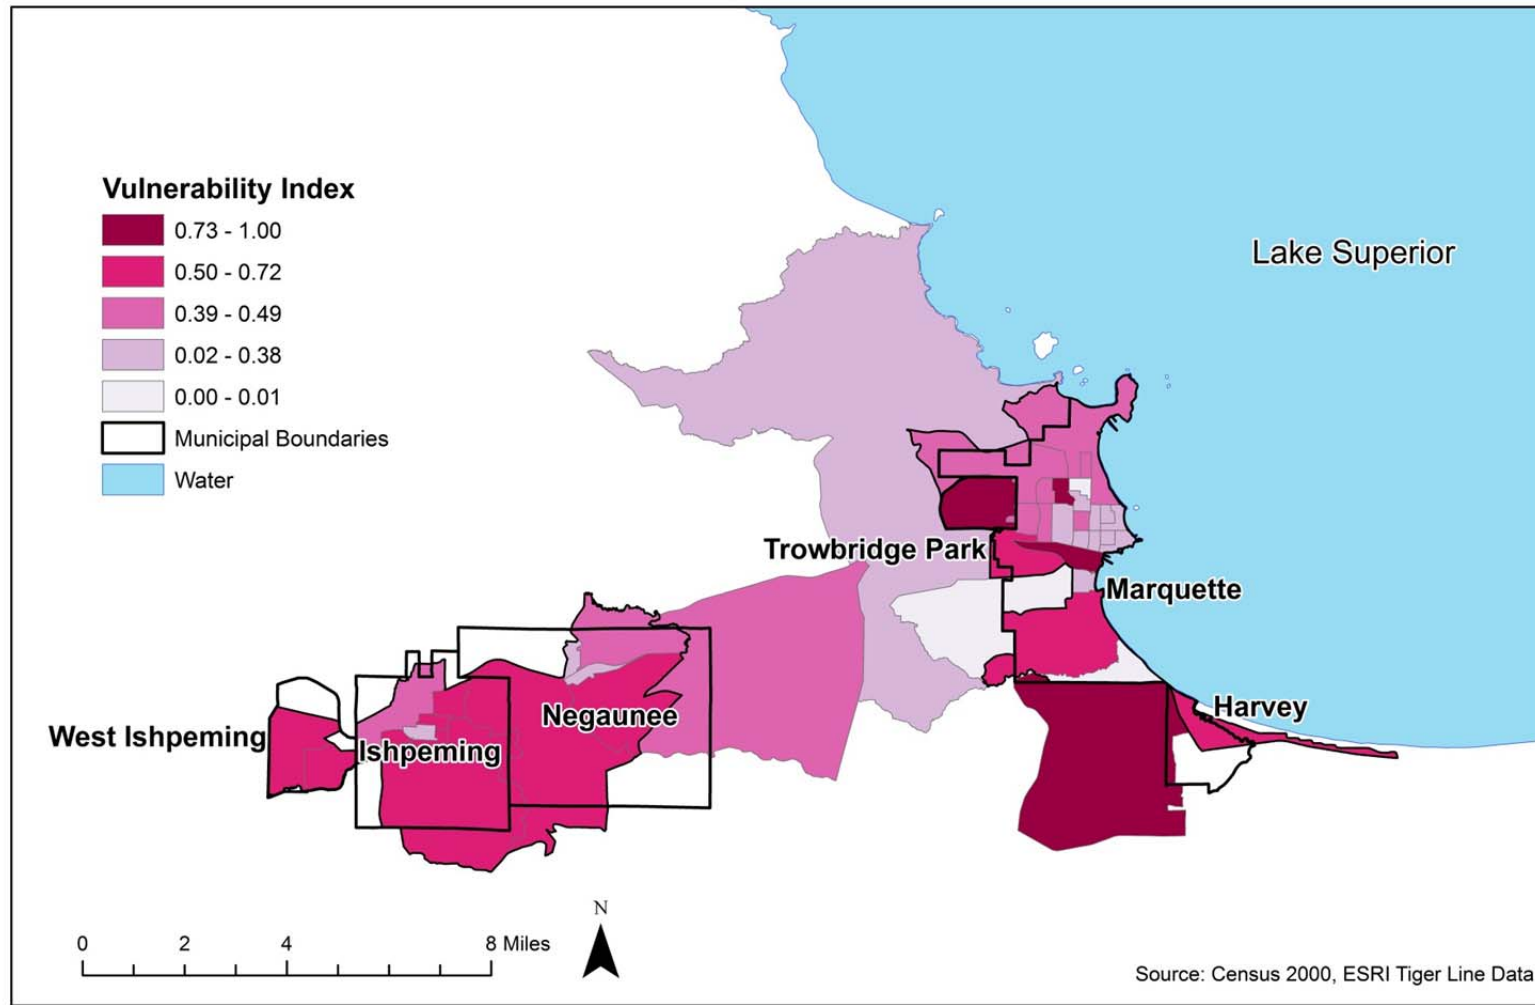 Vulnerability Index
0.73 - 1.00
0.50 - 0.72
0.39 - 0.49
0.02 - 0.38
0.00 - 0.01
Municipal Boundaries
Water
Lake Superior
Trowbridge Park
Marquette
Harvey
Negaunee
West Ishpeming
Ishpeming
N
0 2 4 8 Miles
Source: Census 2000, ESRI Tiger Line Data